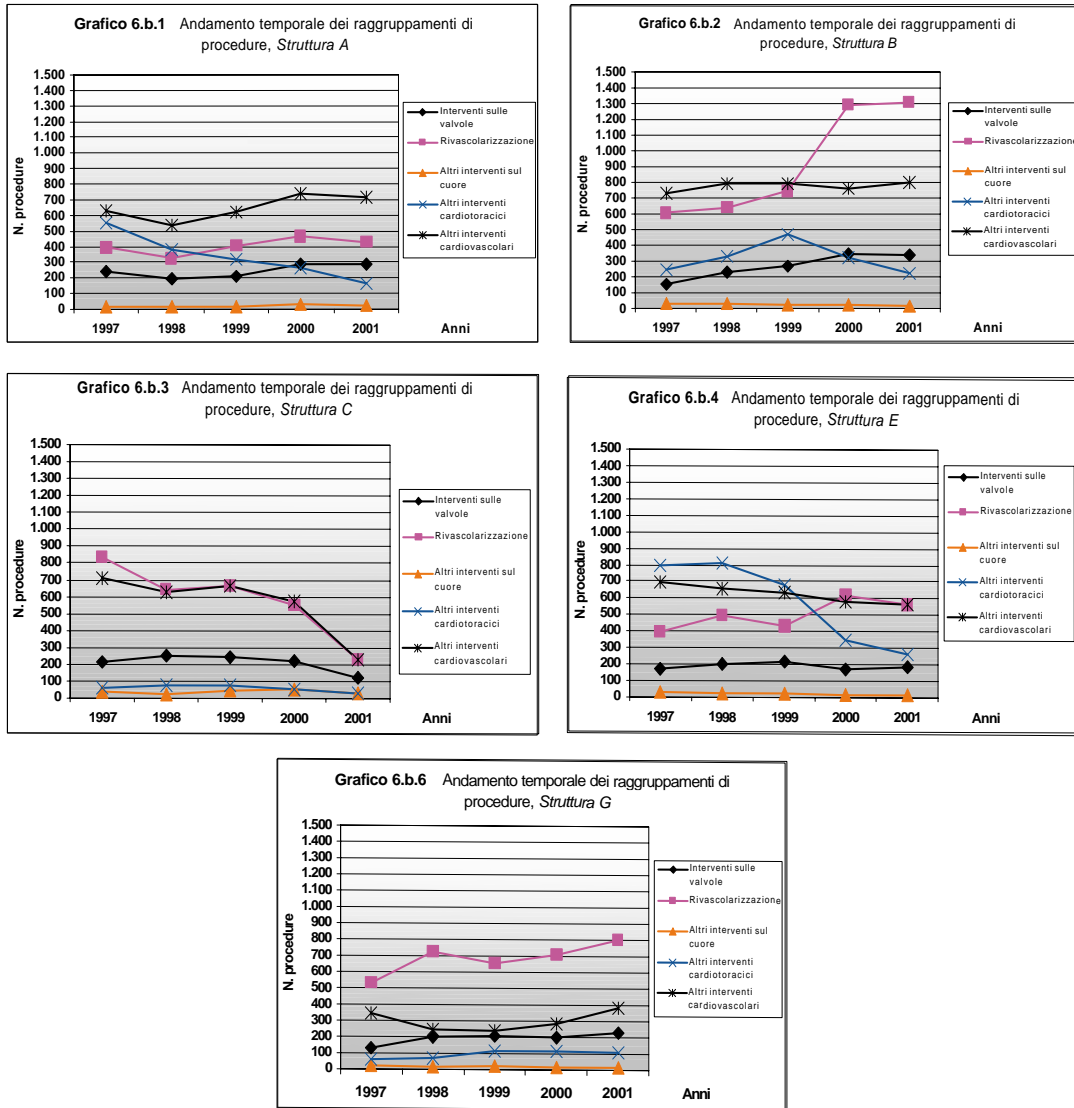 Grafico 6.b.1 Andamento temporale dei raggruppamenti di
procedure, Struttura A
N. procedure
1.500
1.400
1.300
1.200
1.100
1.000
900
800
700
600
500
400
300
200
100
0
1997 1998 1999 2000 2001 Anni
Interventi sulle
valvole
Rivascolarizzazione
Altri interventi sul
cuore
Altri interventi
cardiotoracici
Altri interventi
cardiovascolari
Grafico 6.b.2 Andamento temporale dei raggruppamenti di
procedure, Struttura B
N. procedure
1.500
1.400
1.300
1.200
1.100
1.000
900
800
700
600
500
400
300
200
100
0
1997 1998 1999 2000 2001 Anni
Interventi sulle
valvole
Rivascolarizzazione
Altri interventi sul
cuore
Altri interventi
cardiotoracici
Altri interventi
cardiovascolari
Grafico 6.b.3 Andamento temporale dei raggruppamenti di
procedure, Struttura C
N. procedure
1.500
1.400
1.300
1.200
1.100
1.000
900
800
700
600
500
400
300
200
100
0
1997 1998 1999 2000 2001 Anni
Interventi sulle
valvole
Rivascolarizzazione
Altri interventi sul
cuore
Altri interventi
cardiotoracici
Altri interventi
cardiovascolari
Grafico 6.b.4 Andamento temporale dei raggruppamenti di
procedure, Struttura E
N. procedure
1.500
1.400
1.300
1.200
1.100
1.000
900
800
700
600
500
400
300
200
100
0
1997 1998 1999 2000 2001 Anni
Interventi sulle
valvole
Rivascolarizzazione
Altri interventi sul
cuore
Altri interventi
cardiotoracici
Altri interventi
cardiovascolari
Grafico 6.b.6 Andamento temporale dei raggruppamenti di
procedure, Struttura G
N. procedure
1.500
1.400
1.300
1.200
1.100
1.000
900
800
700
600
500
400
300
200
100
0
1997 1998 1999 2000 2001 Anni
Interventi sulle
valvole
Rivascolarizzazione
Altri interventi sul
cuore
Altri interventi
cardiotoracici
Altri interventi
cardiovascolari